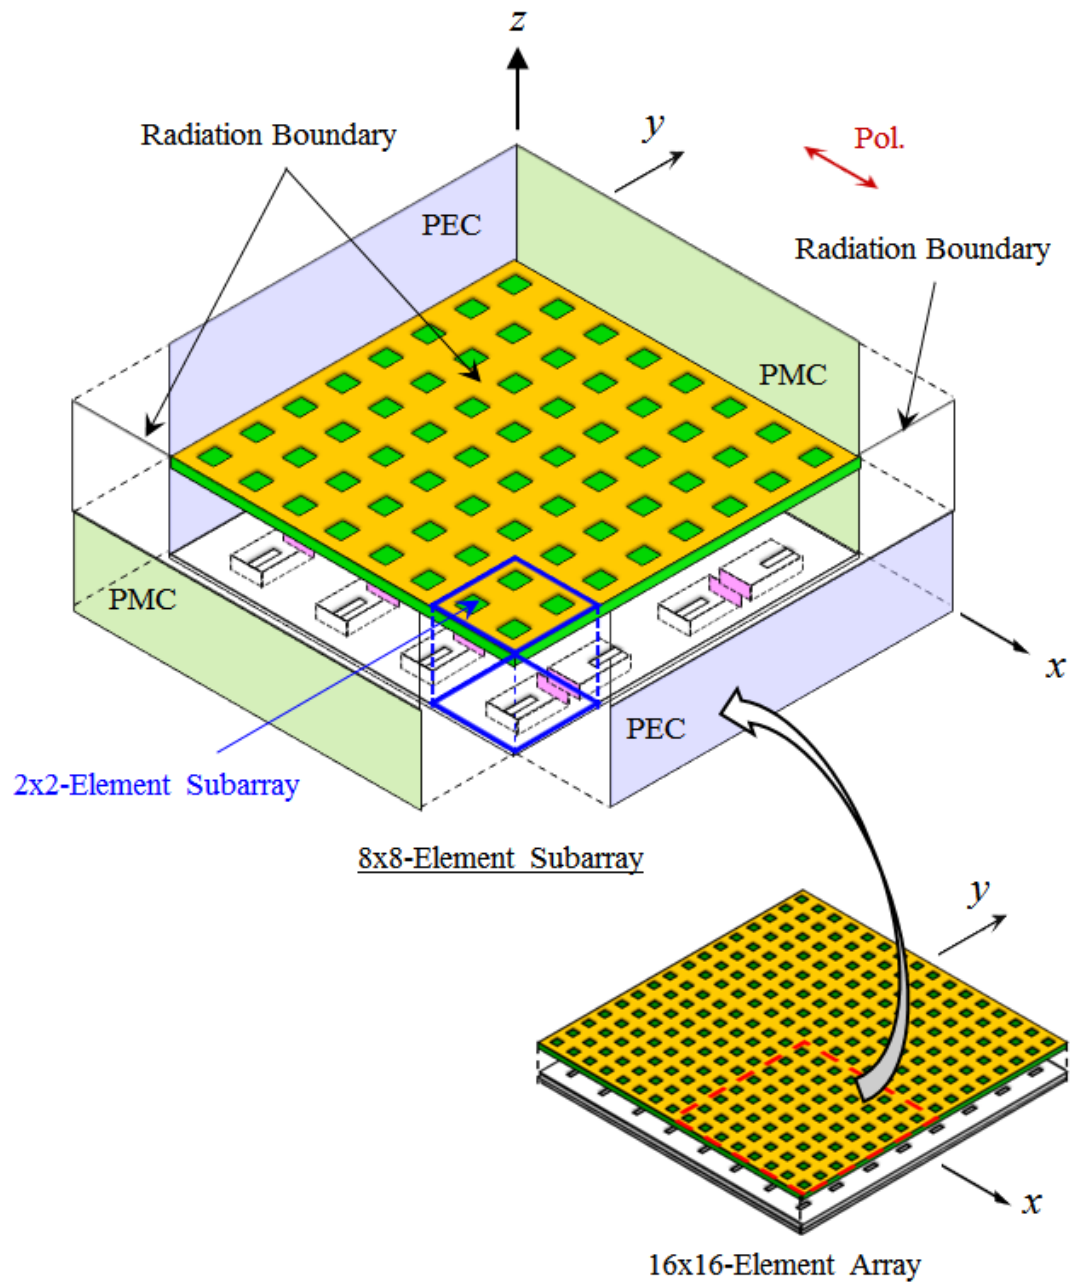 z
y
Pol.
Radiation Boundary
PEC
Radiation Boundary
PMC
PMC
x
PEC
2x2-Element Subarray
8x8-Element Subarray
y
x
16x16-Element Array